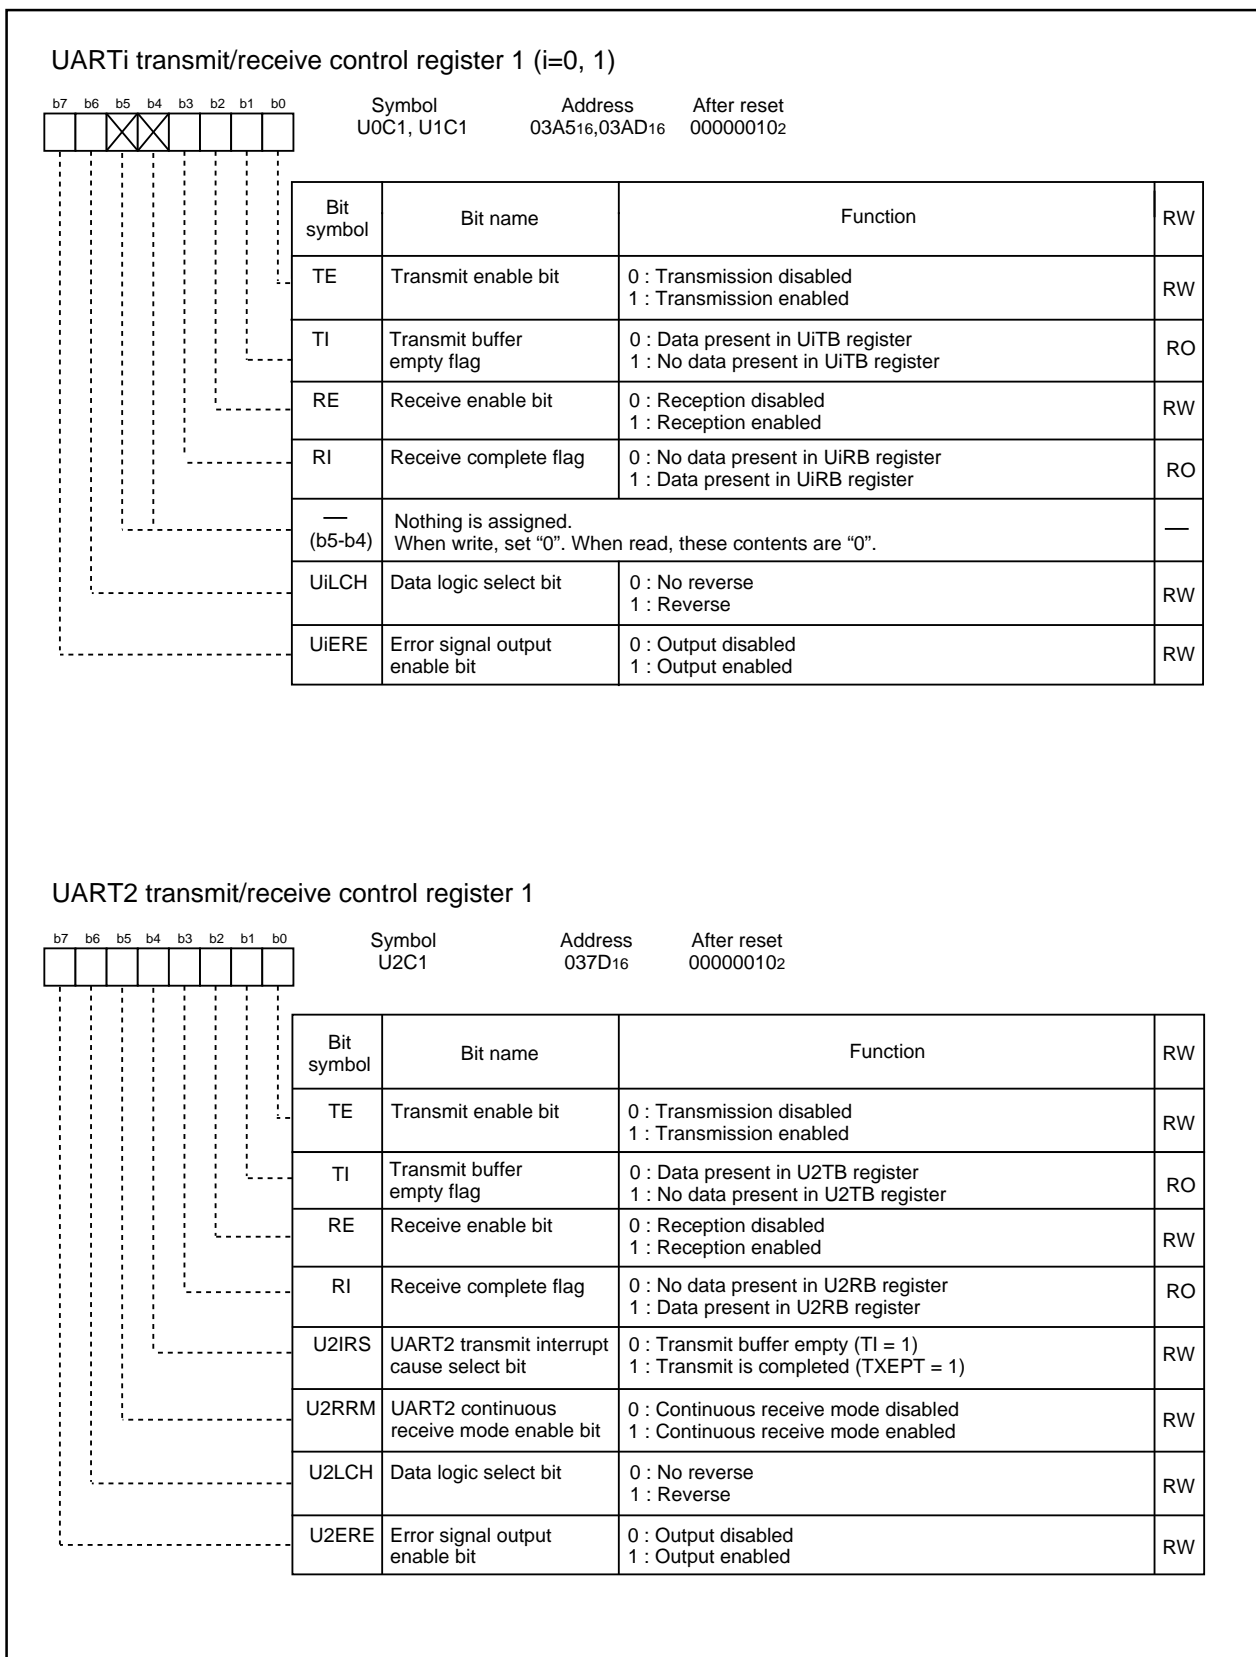 UARTi transmit/receive control register 1 (i=0, 1)
b7 b6 b5 b4 b3 b2 b1 b0
Symbol Address After reset
U0C1, U1C1 03A516,03AD16 000000102
Bit symbol Bit name Function RW
TE Transmit enable bit 0 : Transmission disabled
1 : Transmission enabled RW
TI Transmit buffer empty flag 0 : Data present in UiTB register
1 : No data present in UiTB register RO
RE Receive enable bit 0 : Reception disabled
1 : Reception enabled RW
RI Receive complete flag 0 : No data present in UiRB register
1 : Data present in UiRB register RO
— (b5-b4) Nothing is assigned.
When write, set “0”. When read, these contents are “0”. —
UiLCH Data logic select bit 0 : No reverse
1 : Reverse RW
UiERE Error signal output enable bit 0 : Output disabled
1 : Output enabled RW
UART2 transmit/receive control register 1
b7 b6 b5 b4 b3 b2 b1 b0
Symbol Address After reset
U2C1 037D16 000000102
Bit symbol Bit name Function RW
TE Transmit enable bit 0 : Transmission disabled
1 : Transmission enabled RW
TI Transmit buffer empty flag 0 : Data present in U2TB register
1 : No data present in U2TB register RO
RE Receive enable bit 0 : Reception disabled
1 : Reception enabled RW
RI Receive complete flag 0 : No data present in U2RB register
1 : Data present in U2RB register RO
U2IRS UART2 transmit interrupt cause select bit 0 : Transmit buffer empty (TI = 1)
1 : Transmit is completed (TXEPT = 1) RW
U2RRM UART2 continuous receive mode enable bit 0 : Continuous receive mode disabled
1 : Continuous receive mode enabled RW
U2LCH Data logic select bit 0 : No reverse
1 : Reverse RW
U2ERE Error signal output enable bit 0 : Output disabled
1 : Output enabled RW